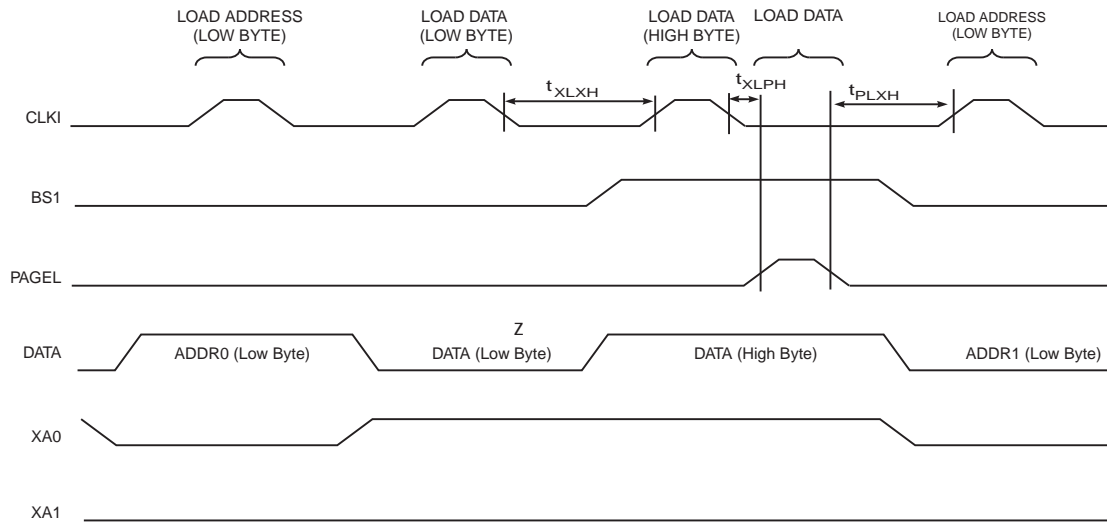 LOAD ADDRESS
(LOW BYTE)
LOAD DATA
(LOW BYTE)
LOAD DATA
(HIGH BYTE)
LOAD DATA
LOAD ADDRESS
(LOW BYTE)
tXLXH
tXLPH
tPLXH
CLKI
BS1
PAGEL
DATA
ADDR0 (Low Byte)
z
DATA (Low Byte)
DATA (High Byte)
ADDR1 (Low Byte)
XA0
XA1